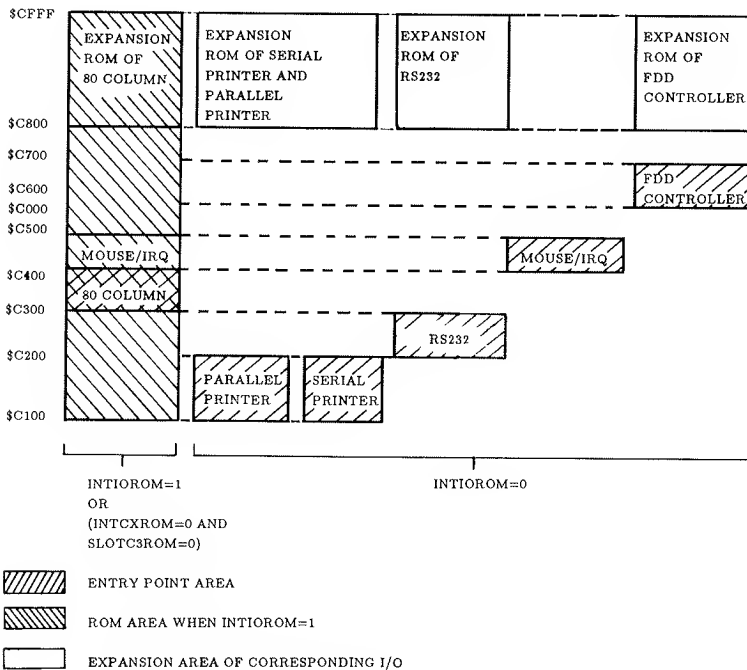 $CFFF
EXPANSION
ROM OF
80 COLUMN
EXPANSION
ROM OF SERIAL
PRINTER AND
PARALLEL
PRINTER
EXPANSION
ROM OF
RS232
EXPANSION
ROM OF
FDD
CONTROLLER
$C800
$C700
$C600
$C000
$C500
FDD
CONTROLLER
MOUSE/IRQ
MOUSE/IRQ
$C400
80 COLUMN
$C300
RS232
$C200
PARALLEL
PRINTER
SERIAL
PRINTER
$C100
INTIOROM=1
OR
(INTCXROM=0 AND
SLOTC3ROM=0)
INTIOROM=0
ENTRY POINT AREA
ROM AREA WHEN INTIOROM=1
EXPANSION AREA OF CORRESPONDING I/O